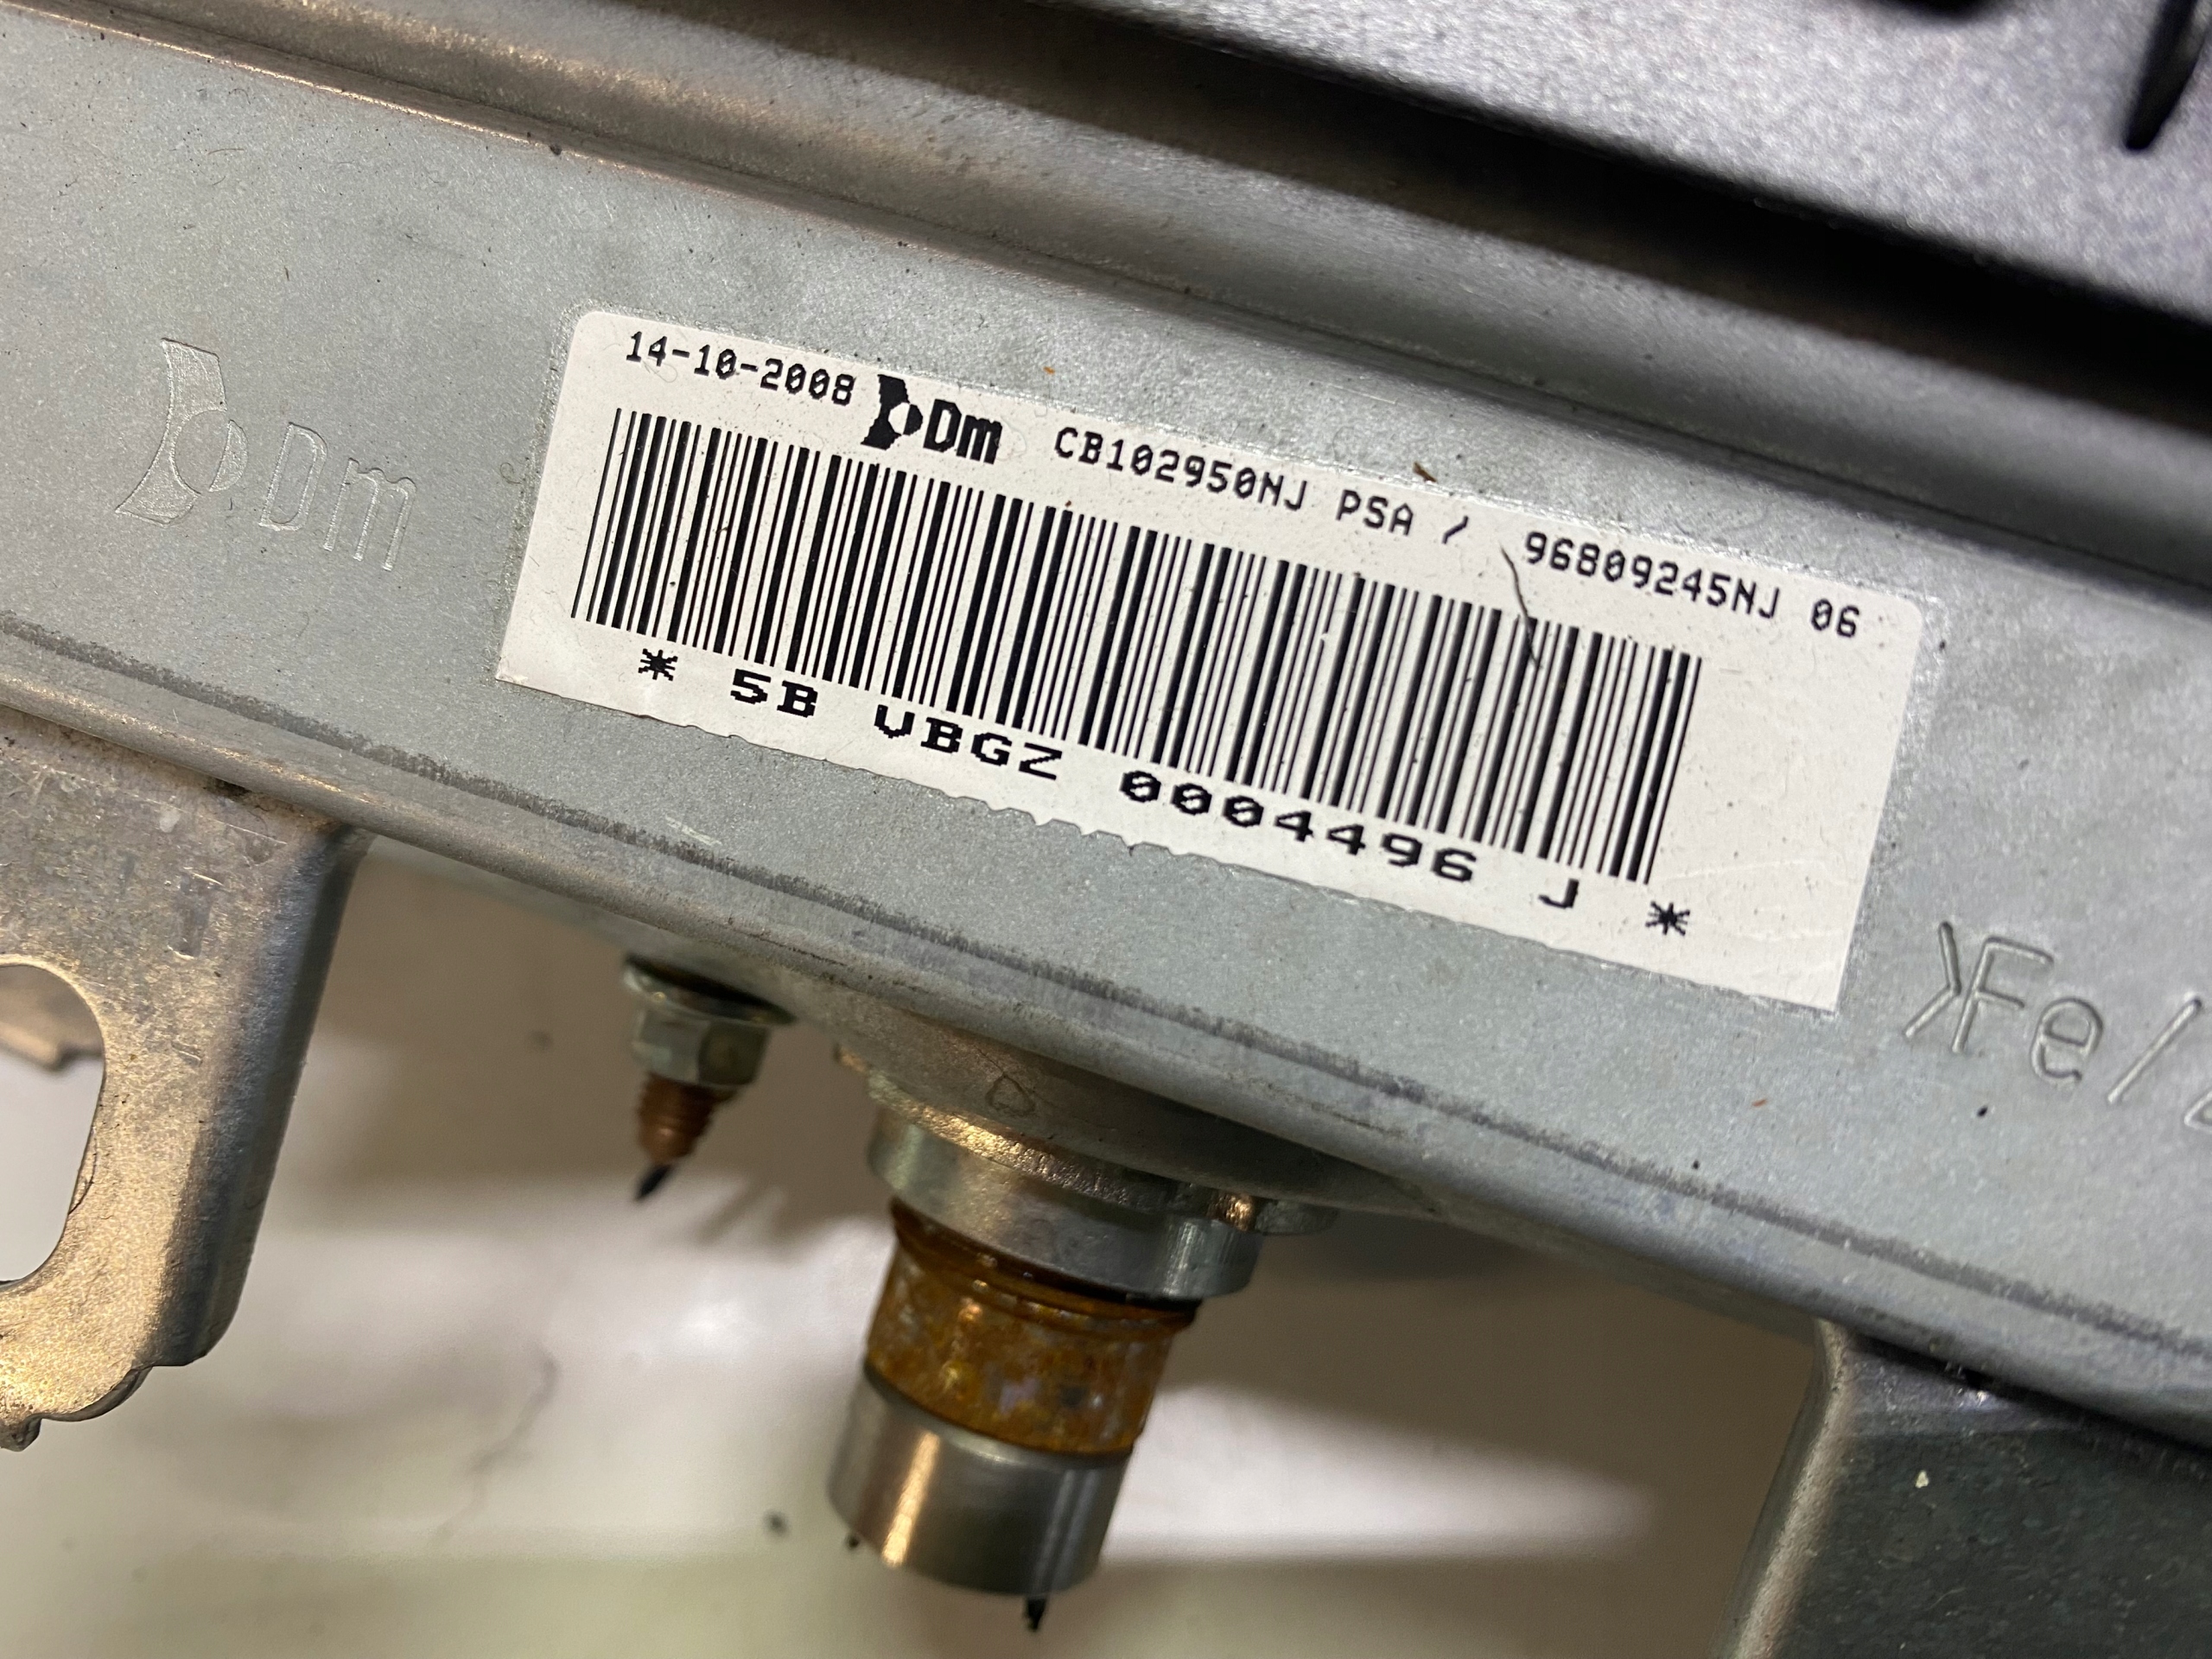 14-10-2008 Dm CB102950NJ PSA / 96809245NJ 06
* 5B VBGZ 0004496 J *
Dm
Fe/